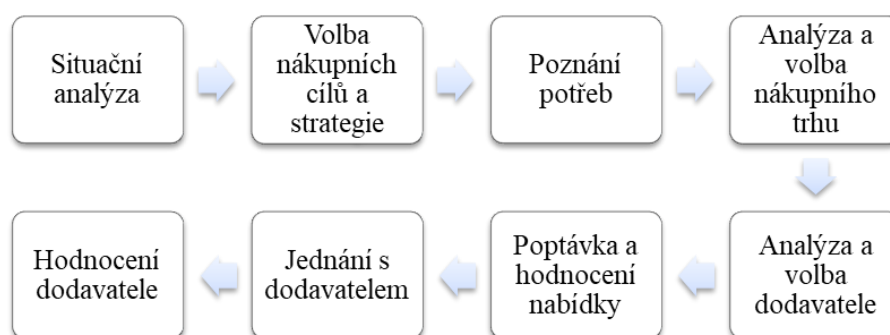 Situační
analýza
Volba
nákupních
cílů a
strategie
Poznání
potřeb
Analýza a
volba
nákupního
trhu
Analýza a
volba
dodavatele
Poptávka a
hodnocení
nabídky
Jednání s
dodavatelem
Hodnocení
dodavatele